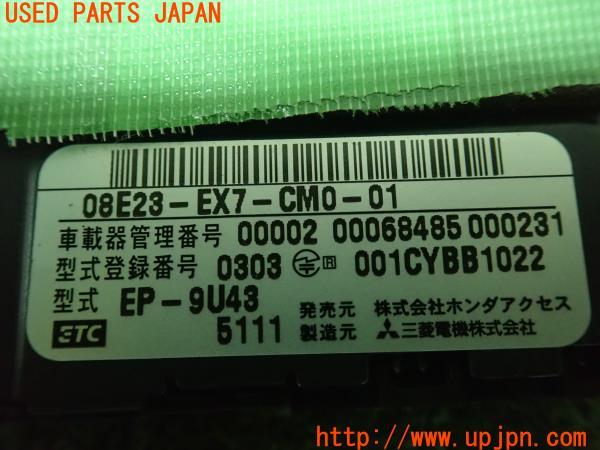 USED PARTS JAPAN
08E23-EX7-CM0-01
車載器管理番号 00002 00068485 000231
型式登録番号 0303 R 001CYBB1022
型式 EP-9U43 発売元 株式会社ホンダアクセス
ETC 5111 製造元 三菱電機株式会社
http://www.upjpn.com